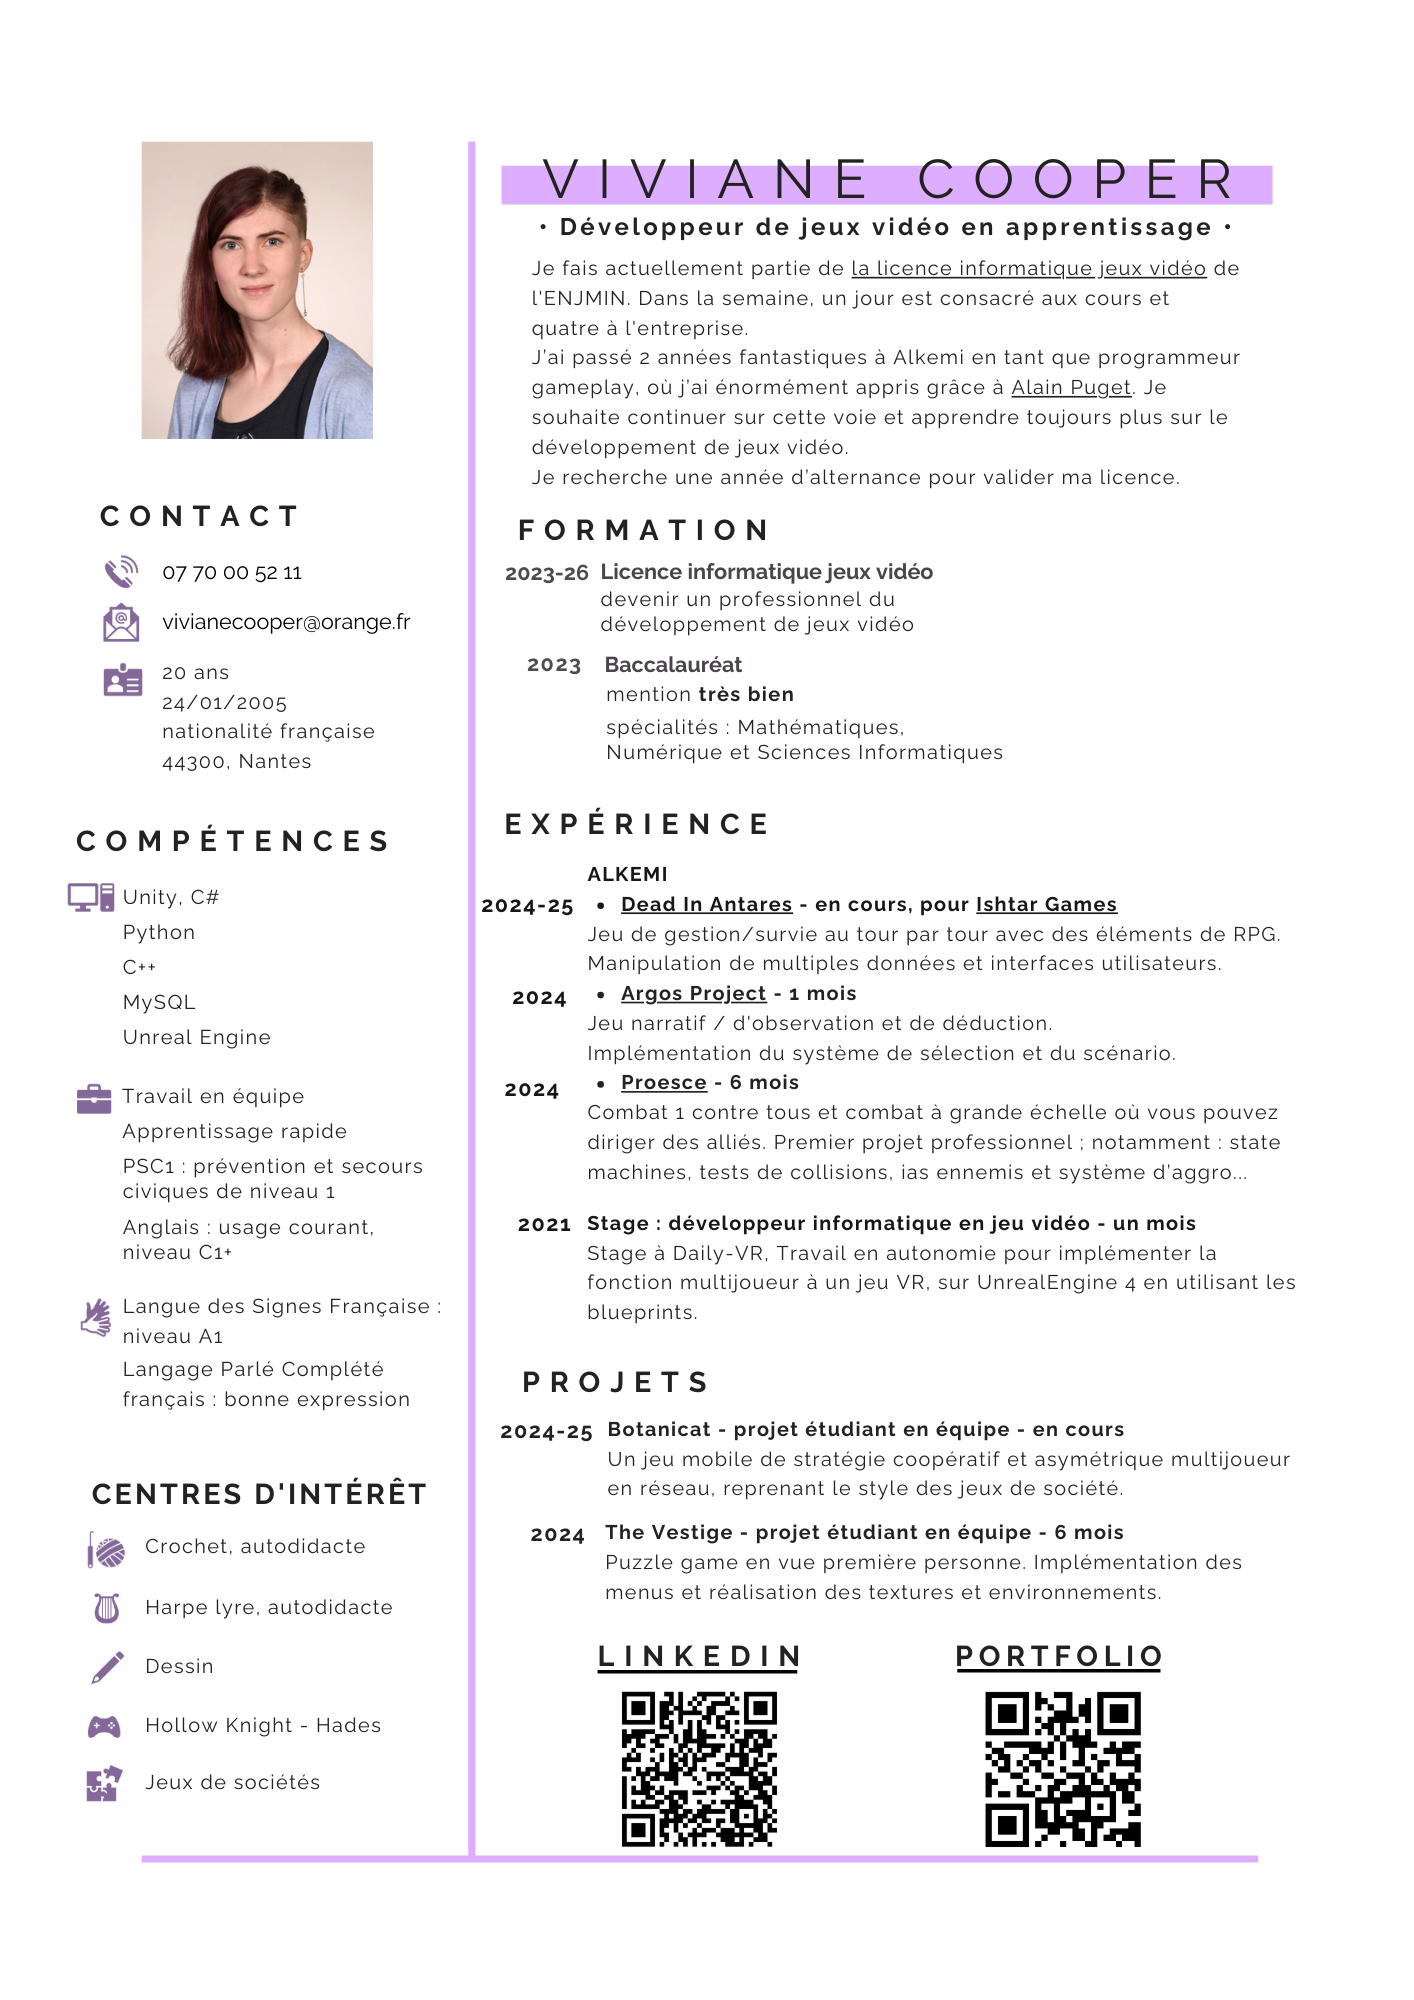 VIVIANE COOPER
• Développeur de jeux vidéo en apprentissage •
Je fais actuellement partie de la licence informatique jeux vidéo de
l'ENJMIN. Dans la semaine, un jour est consacré aux cours et
quatre à l'entreprise.
J’ai passé 2 années fantastiques à Alkemi en tant que programmeur
gameplay, où j’ai énormément appris grâce à Alain Puget. Je
souhaite continuer sur cette voie et apprendre toujours plus sur le
développement de jeux vidéo.
Je recherche une année d’alternance pour valider ma licence.
CONTACT
07 70 00 52 11
vivianecooper@orange.fr
20 ans
24/01/2005
nationalité française
44300, Nantes
COMPÉTENCES
Unity, C#
Python
C++
MySQL
Unreal Engine
Travail en équipe
Apprentissage rapide
PSC1 : prévention et secours
civiques de niveau 1
Anglais : usage courant,
niveau C1+
Langue des Signes Française :
niveau A1
Langage Parlé Complété
français : bonne expression
CENTRES D'INTÉRÊT
Crochet, autodidacte
Harpe lyre, autodidacte
Dessin
Hollow Knight - Hades
Jeux de sociétés
FORMATION
2023-26 Licence informatique jeux vidéo
devenir un professionnel du
développement de jeux vidéo
2023 Baccalauréat
mention très bien
spécialités : Mathématiques,
Numérique et Sciences Informatiques
EXPÉRIENCE
ALKEMI
2024-25 • Dead In Antares - en cours, pour Ishtar Games
Jeu de gestion/survie au tour par tour avec des éléments de RPG.
Manipulation de multiples données et interfaces utilisateurs.
2024 • Argos Project - 1 mois
Jeu narratif / d'observation et de déduction.
Implémentation du système de sélection et du scénario.
2024 • Proesce - 6 mois
Combat 1 contre tous et combat à grande échelle où vous pouvez
diriger des alliés. Premier projet professionnel ; notamment : state
machines, tests de collisions, ias ennemis et système d’aggro...
2021 Stage : développeur informatique en jeu vidéo - un mois
Stage à Daily-VR, Travail en autonomie pour implémenter la
fonction multijoueur à un jeu VR, sur UnrealEngine 4 en utilisant les
blueprints.
PROJETS
2024-25 Botanicat - projet étudiant en équipe - en cours
Un jeu mobile de stratégie coopératif et asymétrique multijoueur
en réseau, reprenant le style des jeux de société.
2024 The Vestige - projet étudiant en équipe - 6 mois
Puzzle game en vue première personne. Implémentation des
menus et réalisation des textures et environnements.
LINKEDIN
PORTFOLIO